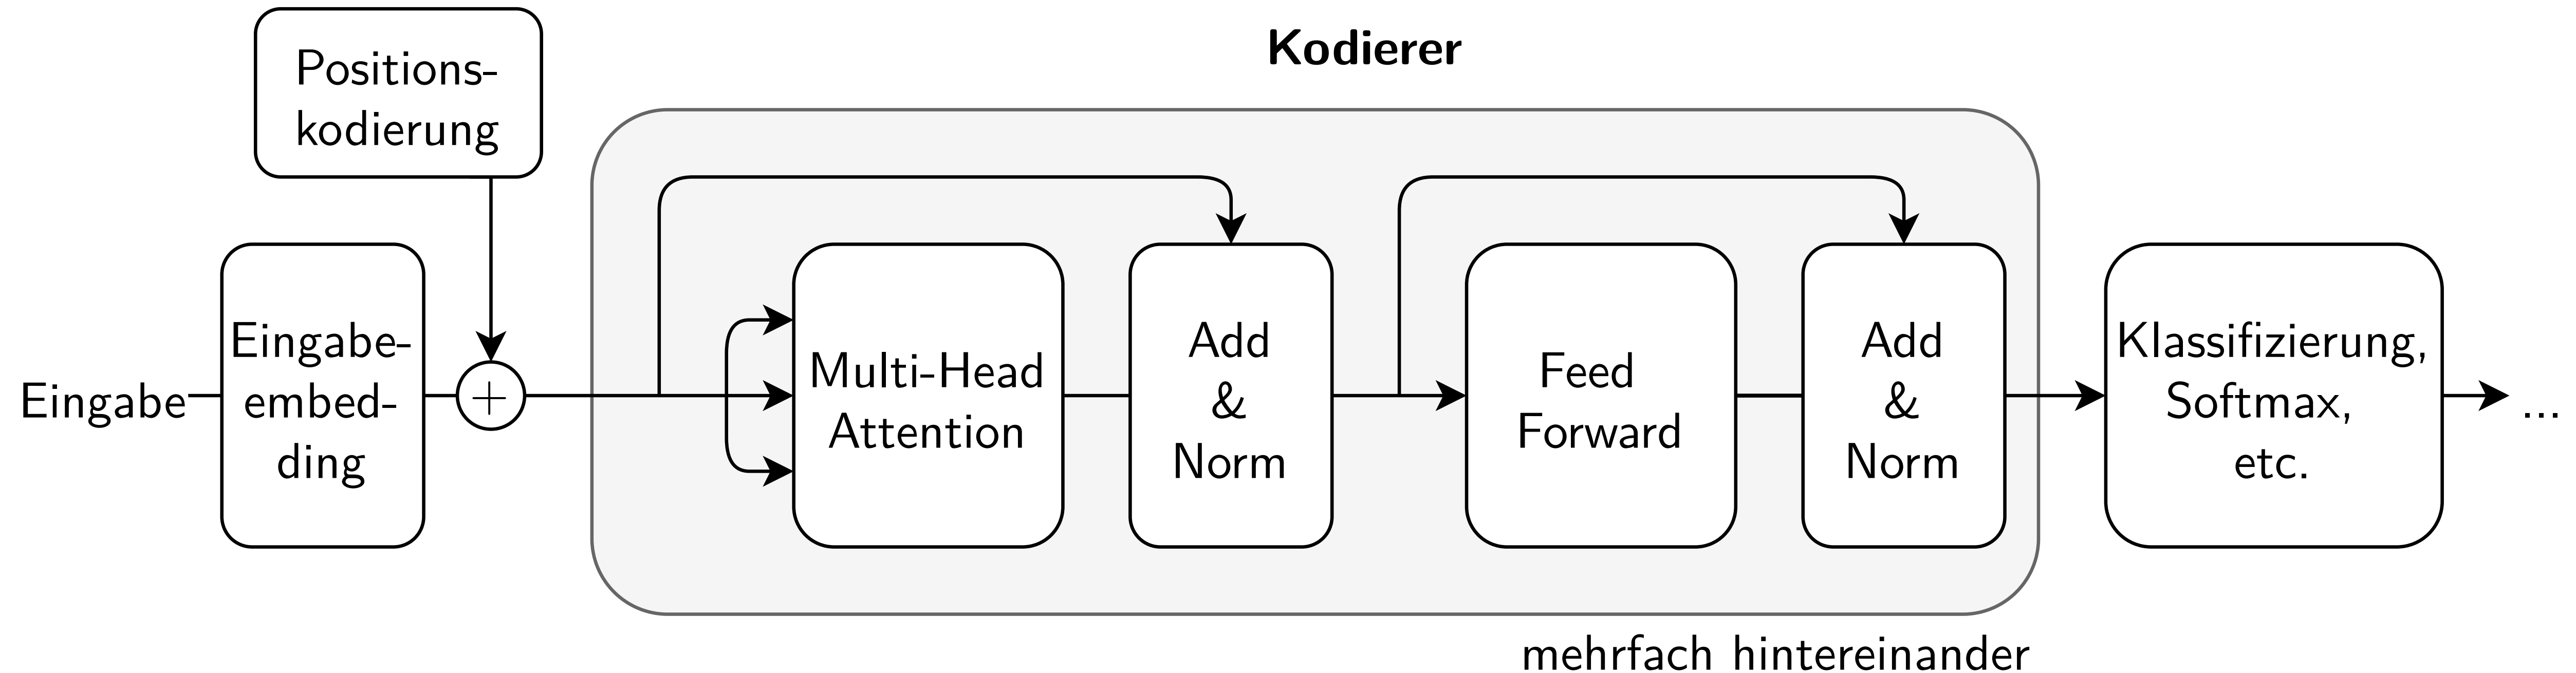 Kodierer
Positions-
kodierung
Eingabe
Eingabe-
embed-
ding
+
Multi-Head
Attention
Add
&
Norm
Feed
Forward
Add
&
Norm
Klassifizierung,
Softmax,
etc.
...
mehrfach hintereinander